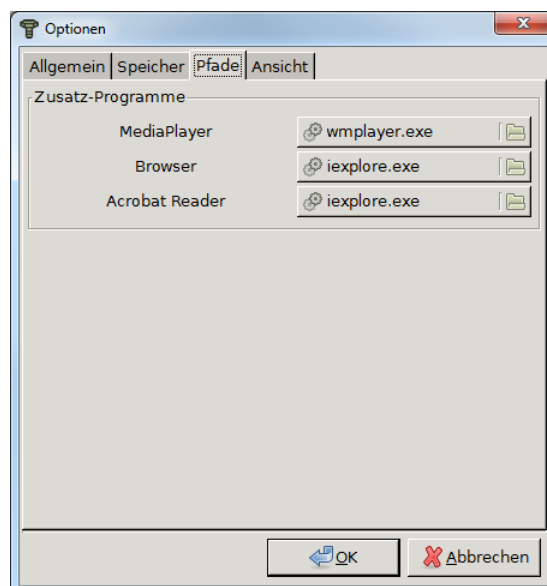 Optionen
Allgemein Speicher Pfade Ansicht
Zusatz-Programme
MediaPlayer wmplayer.exe
Browser iexplore.exe
Acrobat Reader iexplore.exe
OK Abbrechen